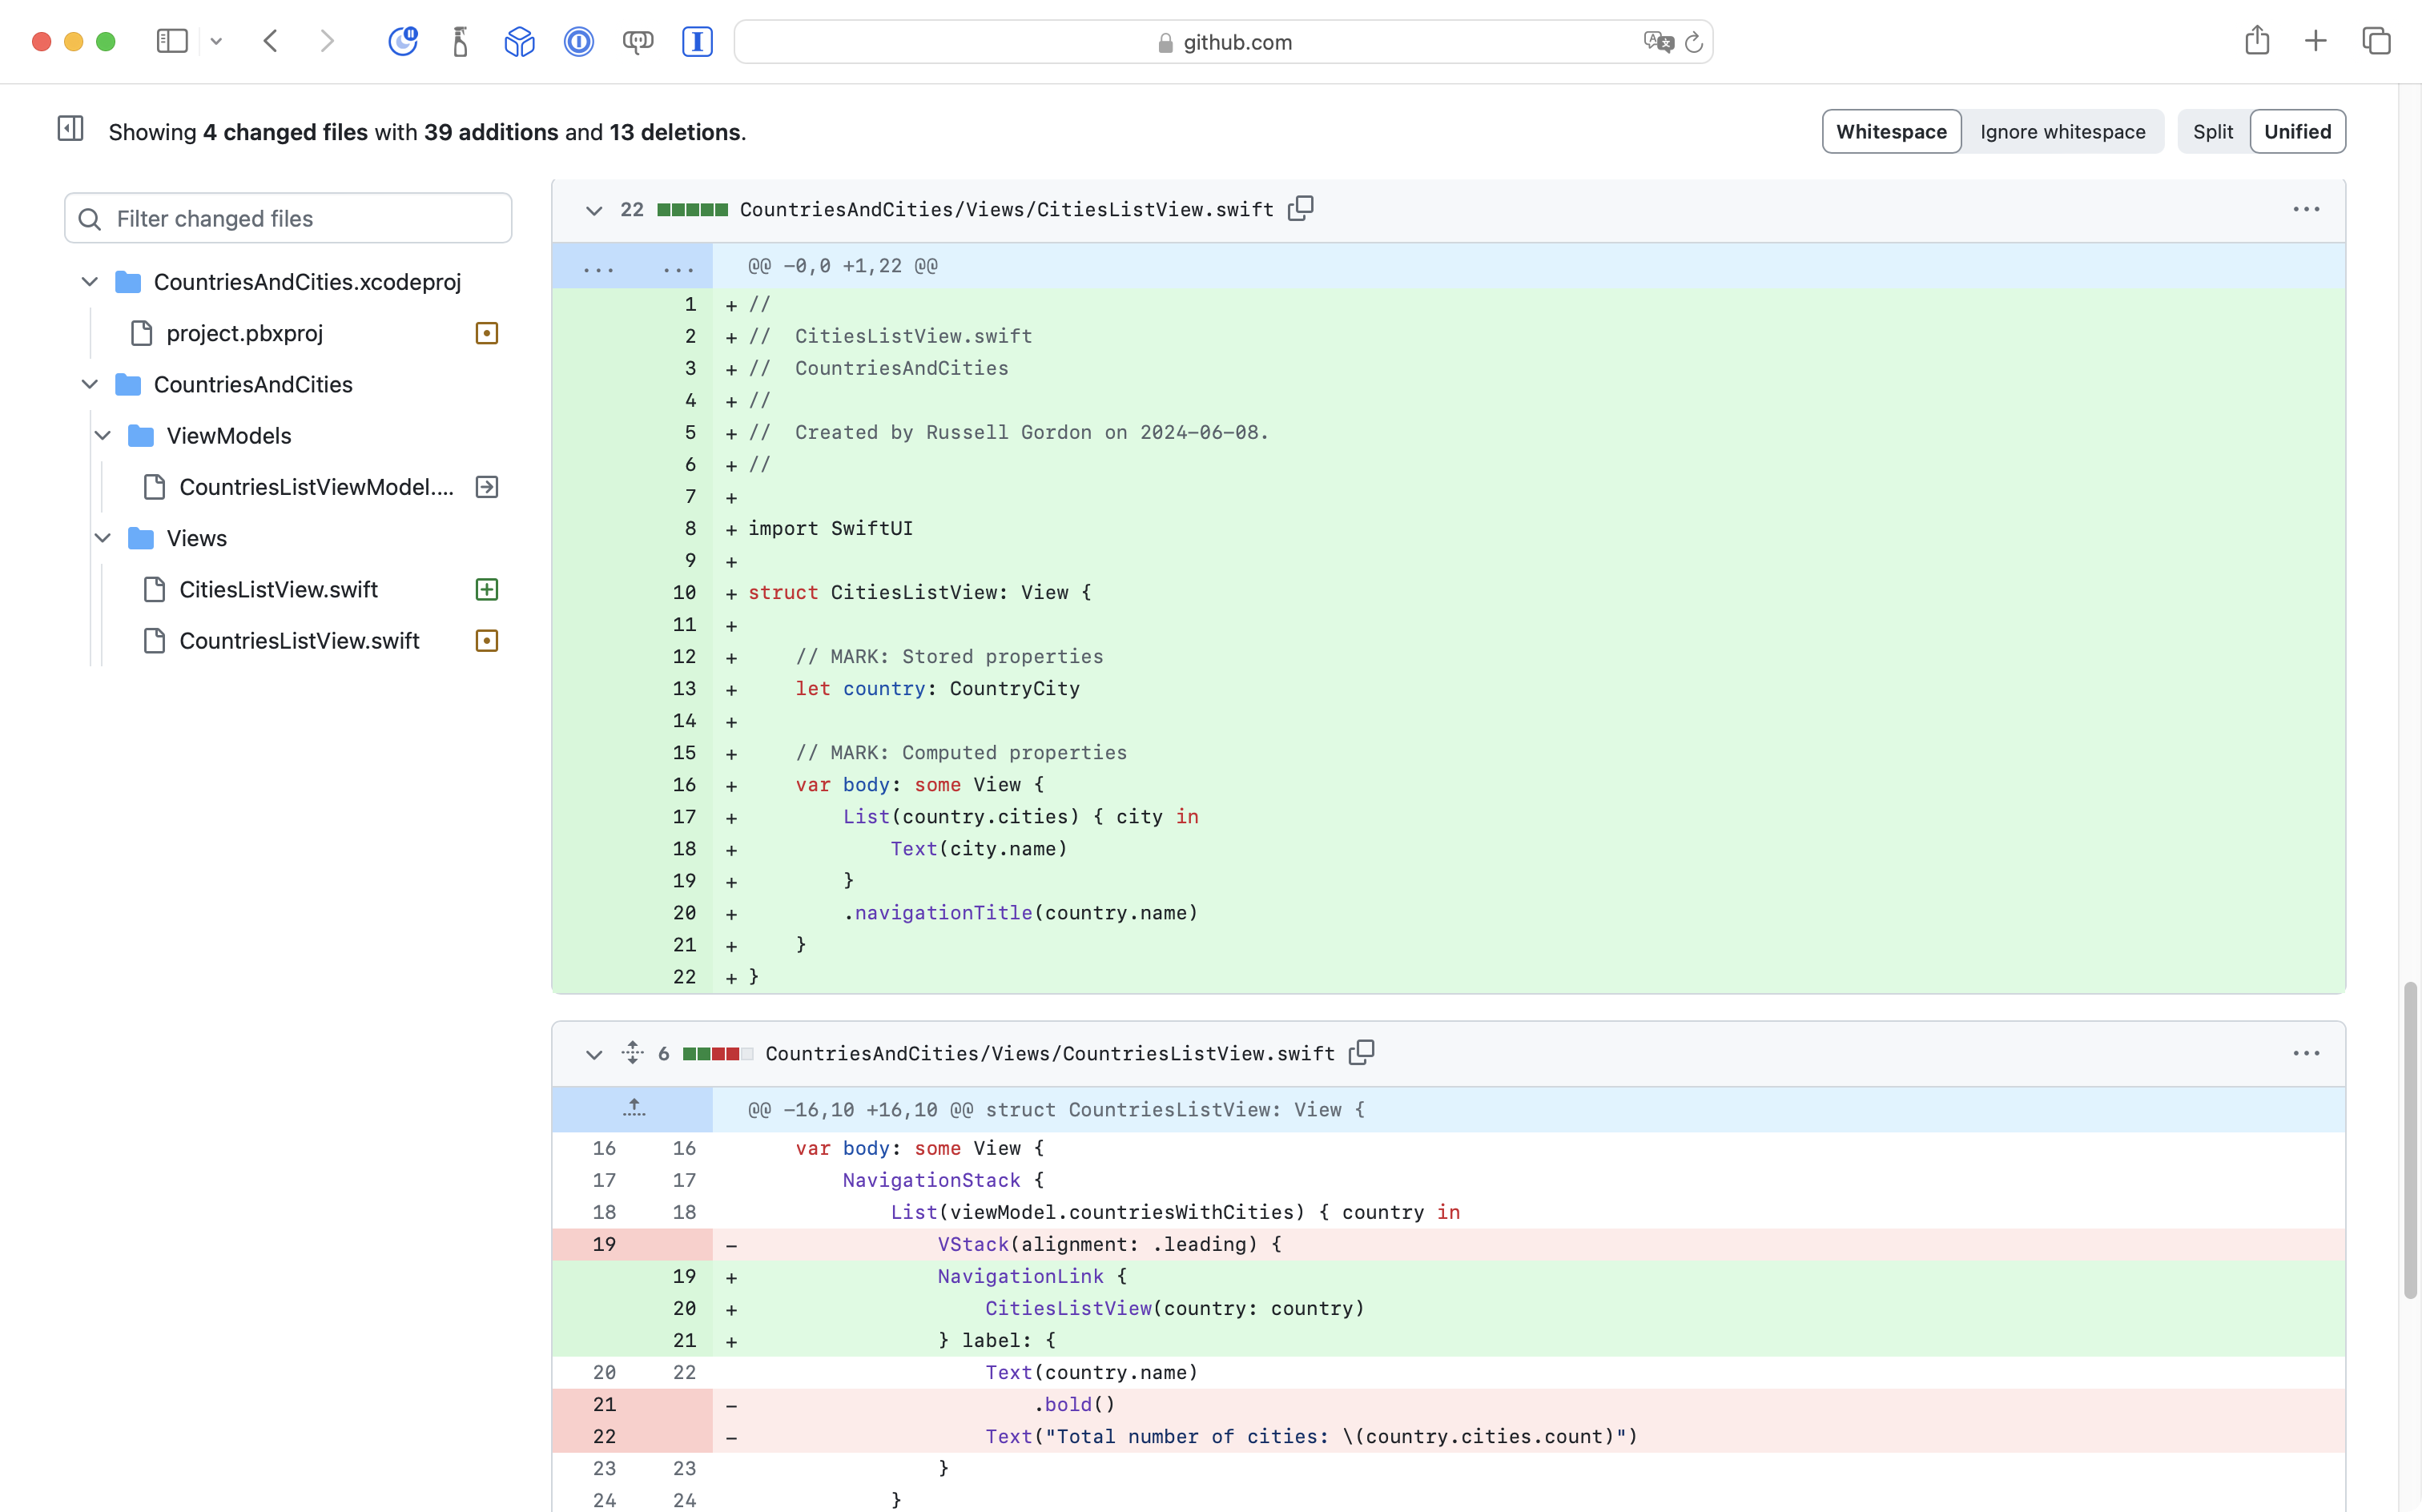 github.com
Showing 4 changed files with 39 additions and 13 deletions.
Whitespace Ignore whitespace Split Unified
Filter changed files
CountriesAndCities.xcodeproj
project.pbxproj
CountriesAndCities
ViewModels
CountriesListViewModel....
Views
CitiesListView.swift
CountriesListView.swift
22 CountriesAndCities/Views/CitiesListView.swift
... ... @@ -0,0 +1,22 @@
1 + //
2 + //  CitiesListView.swift
3 + //  CountriesAndCities
4 + //
5 + //  Created by Russell Gordon on 2024-06-08.
6 + //
7 +
8 + import SwiftUI
9 +
10 + struct CitiesListView: View {
11 +
12 +     // MARK: Stored properties
13 +     let country: CountryCity
14 +
15 +     // MARK: Computed properties
16 +     var body: some View {
17 +         List(country.cities) { city in
18 +             Text(city.name)
19 +         }
20 +         .navigationTitle(country.name)
21 +     }
22 + }
6 CountriesAndCities/Views/CountriesListView.swift
@@ -16,10 +16,10 @@ struct CountriesListView: View {
16 16     var body: some View {
17 17         NavigationStack {
18 18             List(viewModel.countriesWithCities) { country in
19 -                 VStack(alignment: .leading) {
19 +                 NavigationLink {
20 +                     CitiesListView(country: country)
21 +                 } label: {
20 22                     Text(country.name)
21 -                         .bold()
22 -                     Text("Total number of cities: \(country.cities.count)")
23 23                 }
24 24             }